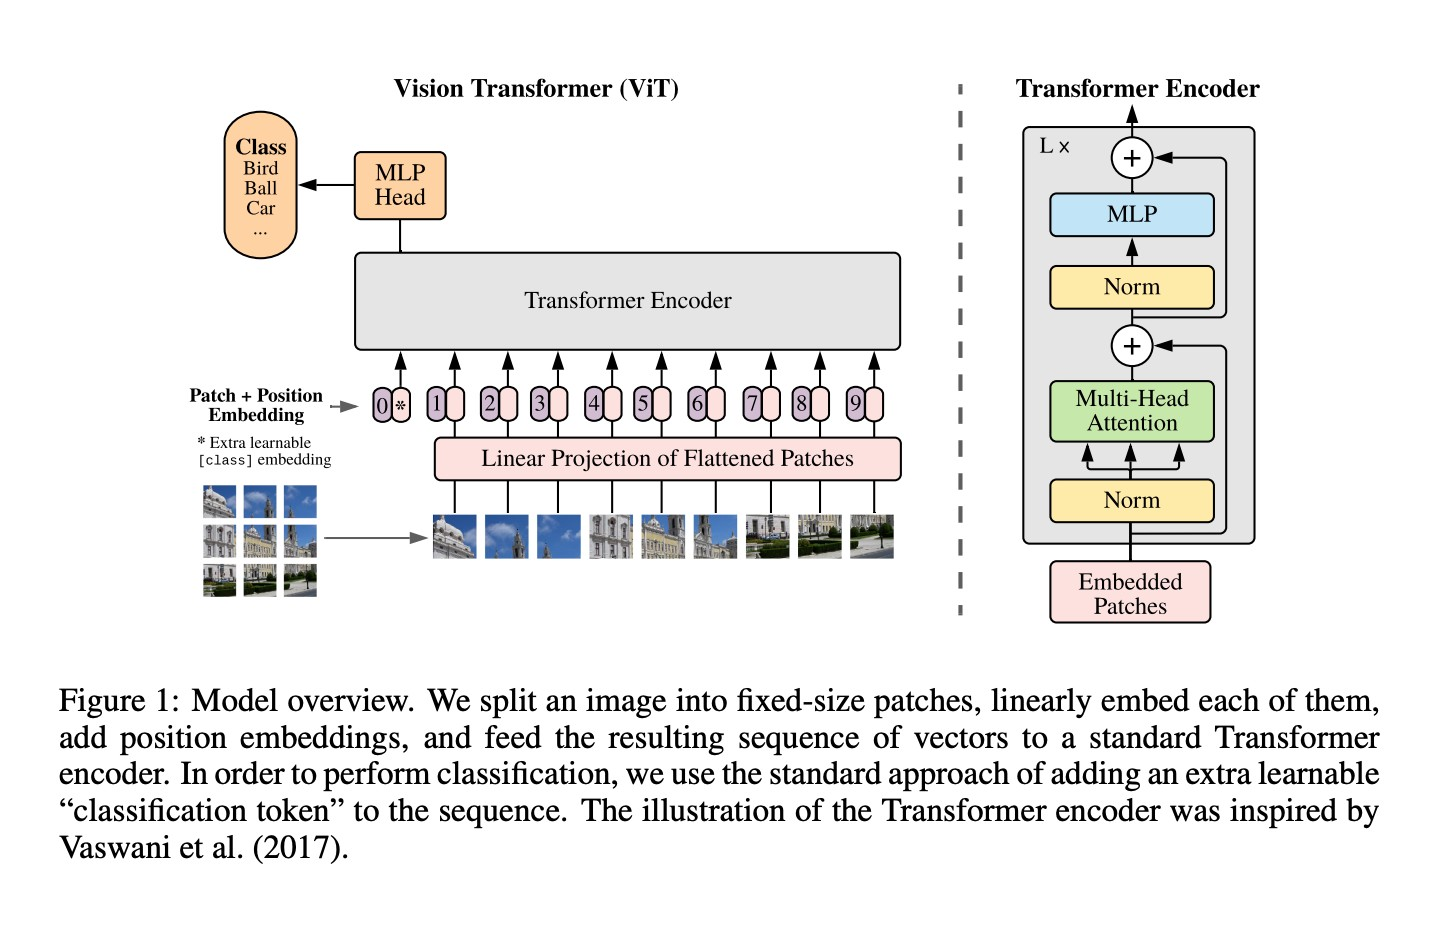 Vision Transformer (ViT)
Class
Bird
Ball
Car
...
MLP
Head
Transformer Encoder
Patch + Position
Embedding
* Extra learnable
[class] embedding
0 * 1 2 3 4 5 6 7 8 9
Linear Projection of Flattened Patches
Transformer Encoder
L x
+
MLP
Norm
+
Multi-Head
Attention
Norm
Embedded
Patches
Figure 1: Model overview. We split an image into fixed-size patches, linearly embed each of them,
add position embeddings, and feed the resulting sequence of vectors to a standard Transformer
encoder. In order to perform classification, we use the standard approach of adding an extra learnable
“classification token” to the sequence. The illustration of the Transformer encoder was inspired by
Vaswani et al. (2017).